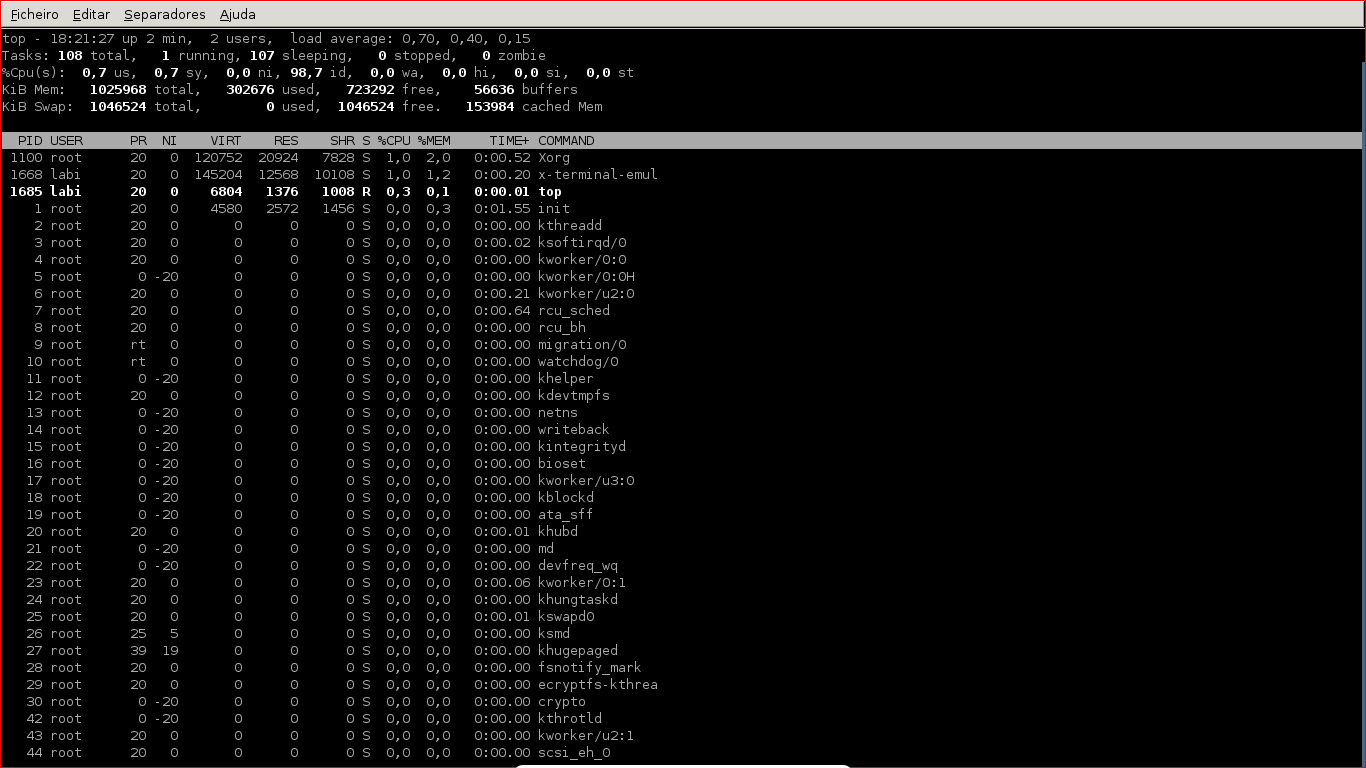 Ficheiro Editar Separadores Ajuda
top - 18:21:27 up 2 min,  2 users,  load average: 0,70, 0,40, 0,15
Tasks: 108 total,   1 running, 107 sleeping,   0 stopped,   0 zombie
%Cpu(s):  0,7 us,  0,7 sy,  0,0 ni, 98,7 id,  0,0 wa,  0,0 hi,  0,0 si,  0,0 st
KiB Mem:   1025968 total,   302676 used,   723292 free,    56636 buffers
KiB Swap:  1046524 total,        0 used,  1046524 free.   153984 cached Mem
PID USER      PR  NI    VIRT    RES    SHR S %CPU %MEM     TIME+ COMMAND
1100 root      20   0  120752  20924   7828 S  1,0  2,0   0:00.52 Xorg
1668 labi      20   0  145204  12568  10108 S  1,0  1,2   0:00.20 x-terminal-emul
1685 labi      20   0    6804   1376   1008 R  0,3  0,1   0:00.01 top
1 root      20   0    4580   2572   1456 S  0,0  0,3   0:01.55 init
2 root      20   0       0      0      0 S  0,0  0,0   0:00.00 kthreadd
3 root      20   0       0      0      0 S  0,0  0,0   0:00.02 ksoftirqd/0
4 root      20   0       0      0      0 S  0,0  0,0   0:00.00 kworker/0:0
5 root       0 -20       0      0      0 S  0,0  0,0   0:00.00 kworker/0:0H
6 root      20   0       0      0      0 S  0,0  0,0   0:00.21 kworker/u2:0
7 root      20   0       0      0      0 S  0,0  0,0   0:00.64 rcu_sched
8 root      20   0       0      0      0 S  0,0  0,0   0:00.00 rcu_bh
9 root      rt   0       0      0      0 S  0,0  0,0   0:00.00 migration/0
10 root      rt   0       0      0      0 S  0,0  0,0   0:00.00 watchdog/0
11 root       0 -20       0      0      0 S  0,0  0,0   0:00.00 khelper
12 root      20   0       0      0      0 S  0,0  0,0   0:00.00 kdevtmpfs
13 root       0 -20       0      0      0 S  0,0  0,0   0:00.00 netns
14 root       0 -20       0      0      0 S  0,0  0,0   0:00.00 writeback
15 root       0 -20       0      0      0 S  0,0  0,0   0:00.00 kintegrityd
16 root       0 -20       0      0      0 S  0,0  0,0   0:00.00 bioset
17 root       0 -20       0      0      0 S  0,0  0,0   0:00.00 kworker/u3:0
18 root       0 -20       0      0      0 S  0,0  0,0   0:00.00 kblockd
19 root       0 -20       0      0      0 S  0,0  0,0   0:00.00 ata_sff
20 root      20   0       0      0      0 S  0,0  0,0   0:00.01 khubd
21 root       0 -20       0      0      0 S  0,0  0,0   0:00.00 md
22 root       0 -20       0      0      0 S  0,0  0,0   0:00.00 devfreq_wq
23 root      20   0       0      0      0 S  0,0  0,0   0:00.06 kworker/0:1
24 root      20   0       0      0      0 S  0,0  0,0   0:00.00 khungtaskd
25 root      20   0       0      0      0 S  0,0  0,0   0:00.01 kswapd0
26 root      25   5       0      0      0 S  0,0  0,0   0:00.00 ksmd
27 root      39  19       0      0      0 S  0,0  0,0   0:00.00 khugepaged
28 root      20   0       0      0      0 S  0,0  0,0   0:00.00 fsnotify_mark
29 root      20   0       0      0      0 S  0,0  0,0   0:00.00 ecryptfs-kthrea
30 root       0 -20       0      0      0 S  0,0  0,0   0:00.00 crypto
42 root       0 -20       0      0      0 S  0,0  0,0   0:00.00 kthrotld
43 root      20   0       0      0      0 S  0,0  0,0   0:00.00 kworker/u2:1
44 root      20   0       0      0      0 S  0,0  0,0   0:00.00 scsi_eh_0